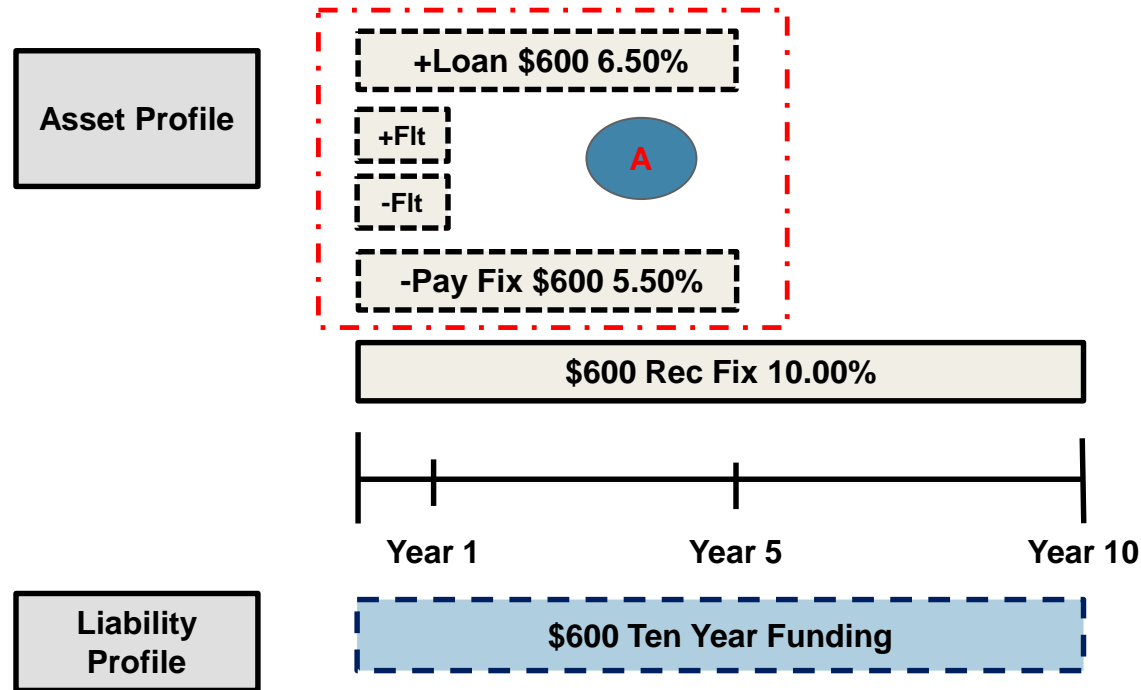 Asset Profile
+Loan $600 6.50%
+Flt
A
-Flt
-Pay Fix $600 5.50%
$600 Rec Fix 10.00%
Year 1
Year 5
Year 10
Liability
Profile
$600 Ten Year Funding